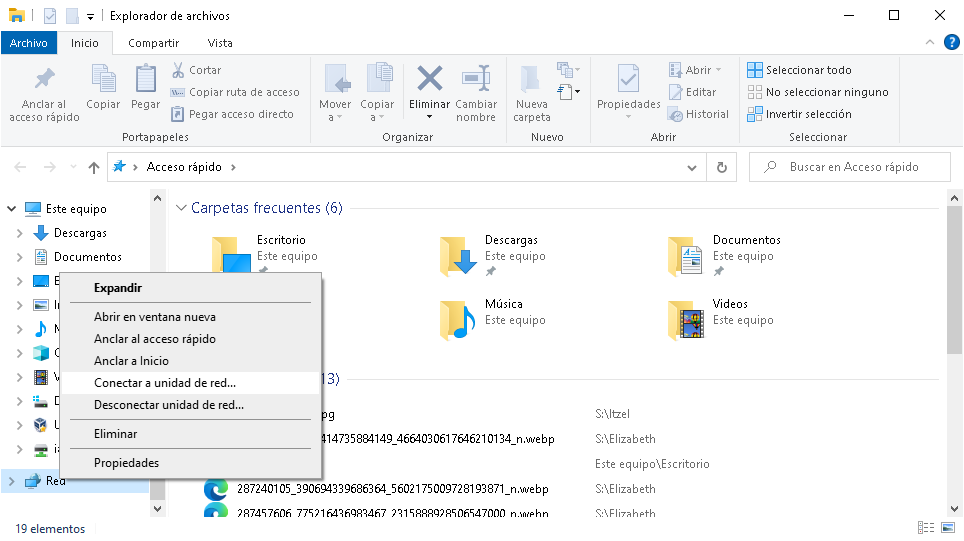 Explorador de archivos
Archivo Inicio Compartir Vista
Anclar al
acceso rápido
Copiar
Pegar
Cortar
Copiar ruta de acceso
Pegar acceso directo
Portapapeles
Mover
a
Copiar
a
Eliminar
Cambiar
nombre
Organizar
Nueva
carpeta
Nuevo
Propiedades
Abrir
Editar
Historial
Abrir
Seleccionar todo
No seleccionar ninguno
Invertir selección
Seleccionar
Acceso rápido
Buscar en Acceso rápido
Este equipo
Descargas
Documentos
Red
Expandir
Abrir en ventana nueva
Anclar al acceso rápido
Anclar a Inicio
Conectar a unidad de red...
Desconectar unidad de red...
Eliminar
Propiedades
Carpetas frecuentes (6)
Escritorio
Este equipo
Descargas
Este equipo
Documentos
Este equipo
Música
Este equipo
Videos
Este equipo
13)
pg S:\Itzel
414735884149_4664030617646210134_n.webp S:\Elizabeth
Este equipo\Escritorio
287240105_390694339686364_5602175009728193871_n.webp S:\Elizabeth
287457606_775216436983467_2315888928506547000_n.webp S:\Elizabeth
19 elementos